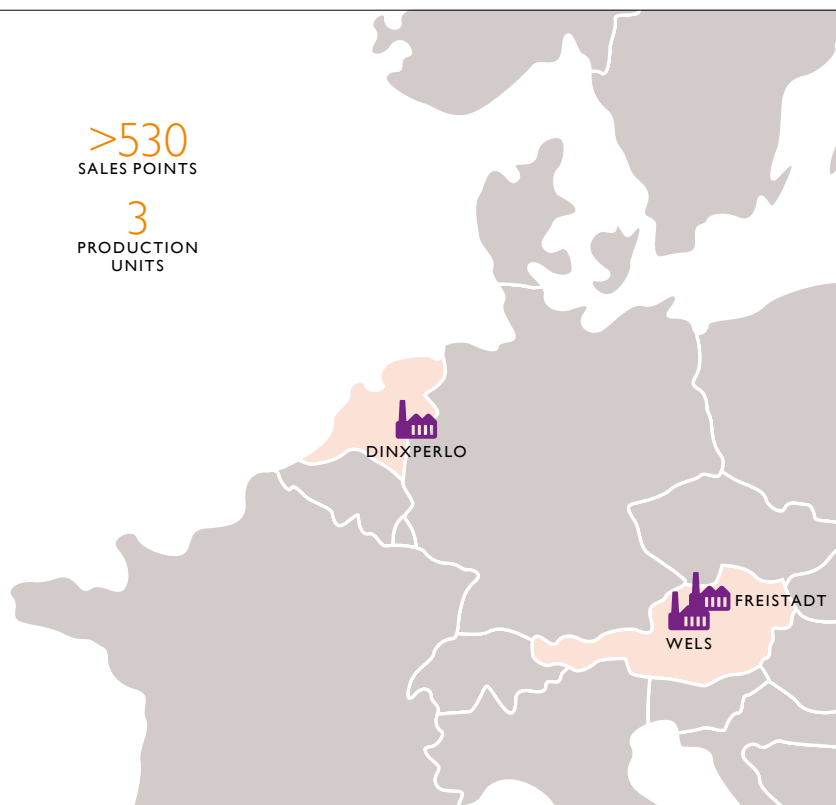 >530
SALES POINTS
3
PRODUCTION
UNITS
DINXPERLO
FREISTADT
WELS